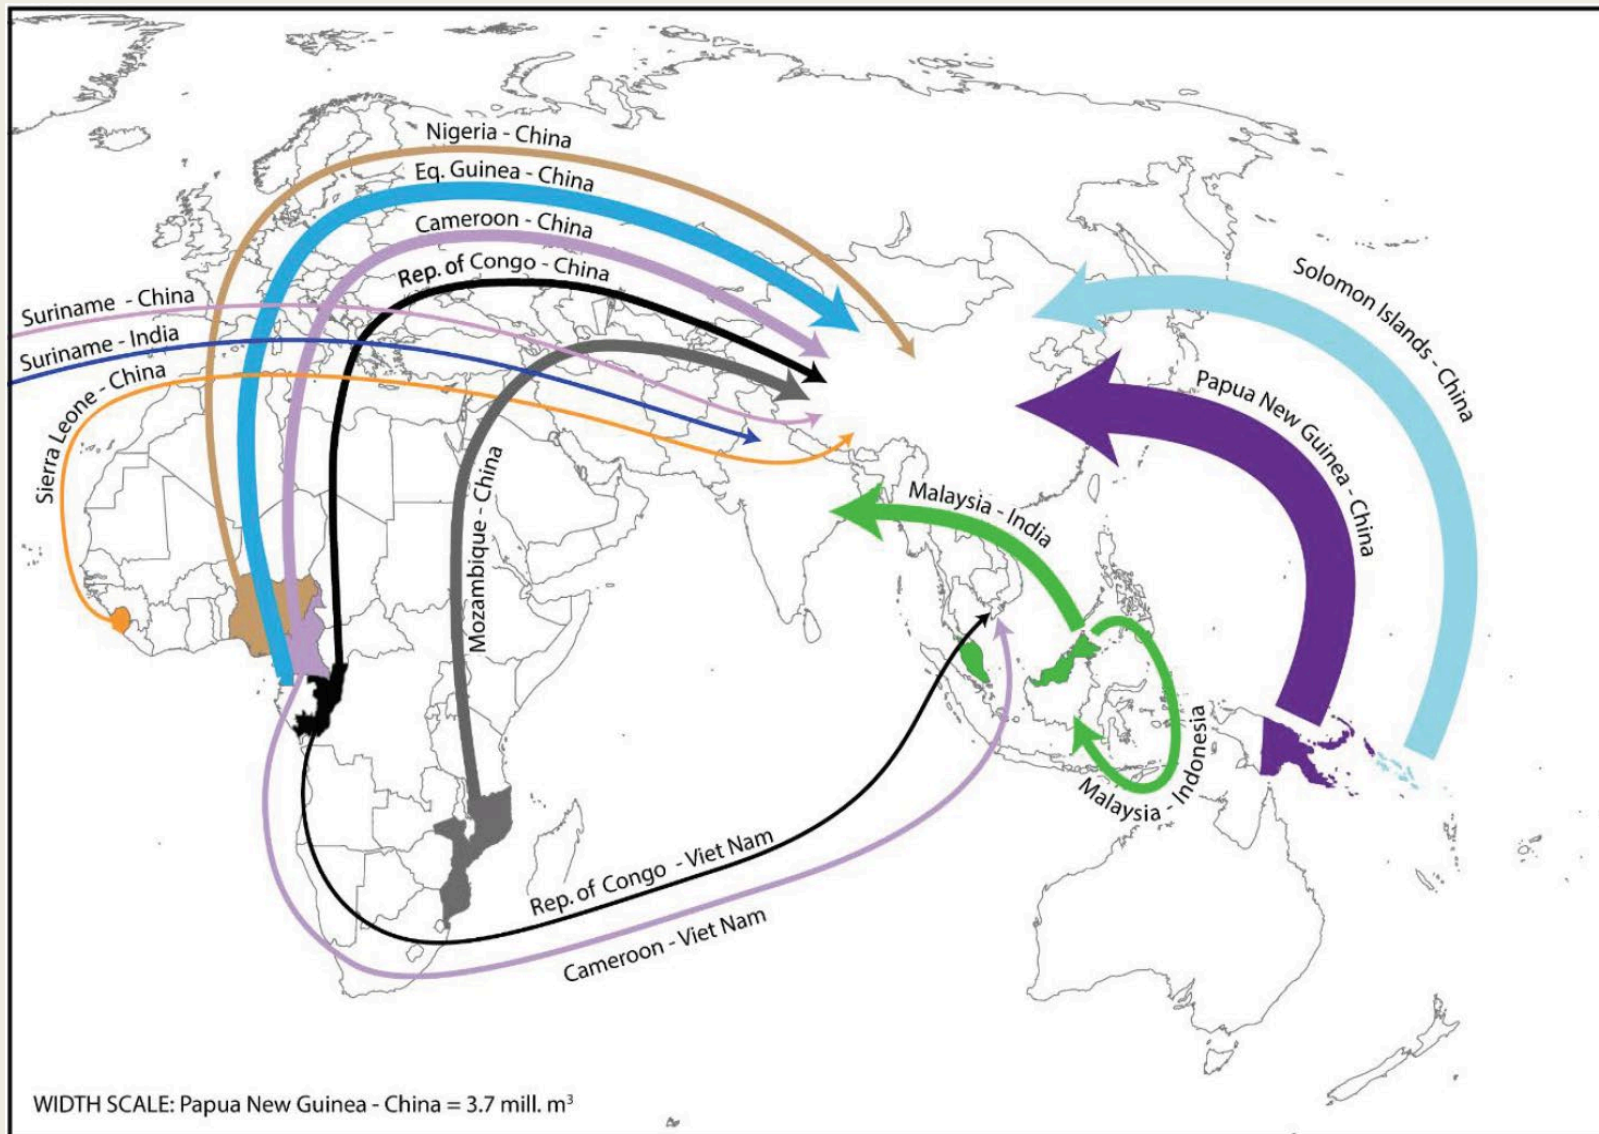 Nigeria - China
Eq. Guinea - China
Cameroon - China
Rep. of Congo - China
Suriname - China
Suriname - India
Sierra Leone - China
Mozambique - China
Solomon Islands - China
Papua New Guinea - China
Malaysia - India
Malaysia - Indonesia
Rep. of Congo - Viet Nam
Cameroon - Viet Nam
WIDTH SCALE: Papua New Guinea - China = 3.7 mill. m³